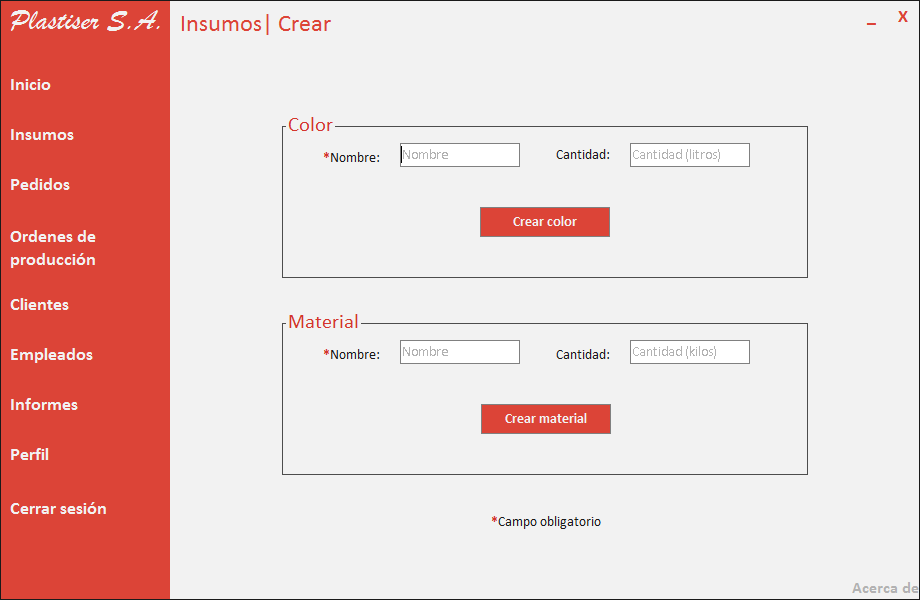 Plastiser S.A.
Insumos| Crear
_ X
Inicio
Insumos
Pedidos
Ordenes de
producción
Clientes
Empleados
Informes
Perfil
Cerrar sesión
Color
*Nombre: Nombre Cantidad: Cantidad (litros)
Crear color
Material
*Nombre: Nombre Cantidad: Cantidad (kilos)
Crear material
*Campo obligatorio
Acerca de